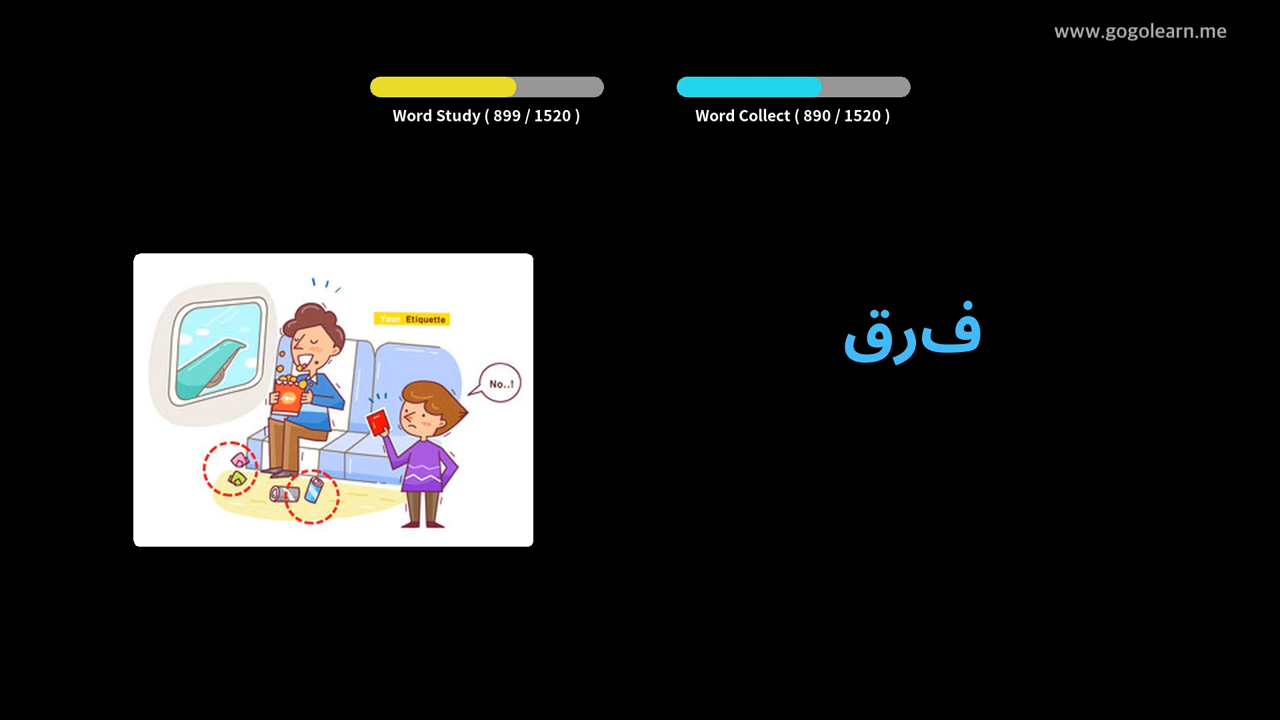 www.gogolearn.me
Word Study ( 899 / 1520 )
Word Collect ( 890 / 1520 )
Your Etiquette
No..!
فرق